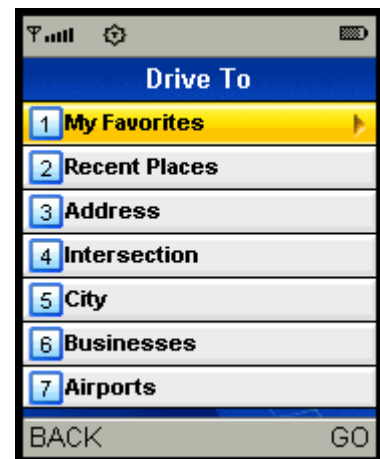 Drive To
1 My Favorites
2 Recent Places
3 Address
4 Intersection
5 City
6 Businesses
7 Airports
BACK GO